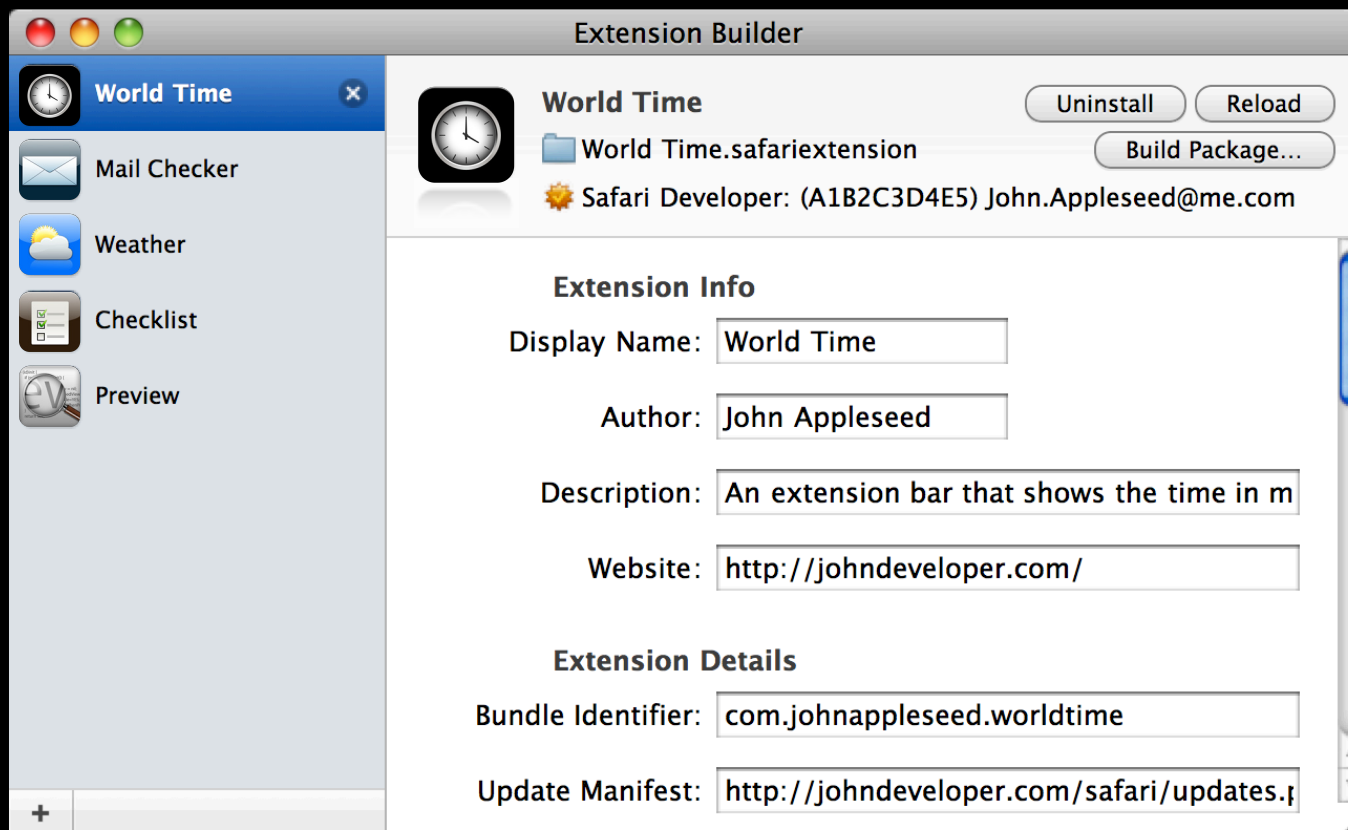 Extension Builder
World Time
Mail Checker
Weather
Checklist
Preview
World Time
Uninstall
Reload
World Time.safariextension
Build Package...
Safari Developer: (A1B2C3D4E5) John.Appleseed@me.com
Extension Info
Display Name: World Time
Author: John Appleseed
Description: An extension bar that shows the time in m
Website: http://johndeveloper.com/
Extension Details
Bundle Identifier: com.johnappleseed.worldtime
Update Manifest: http://johndeveloper.com/safari/updates.p